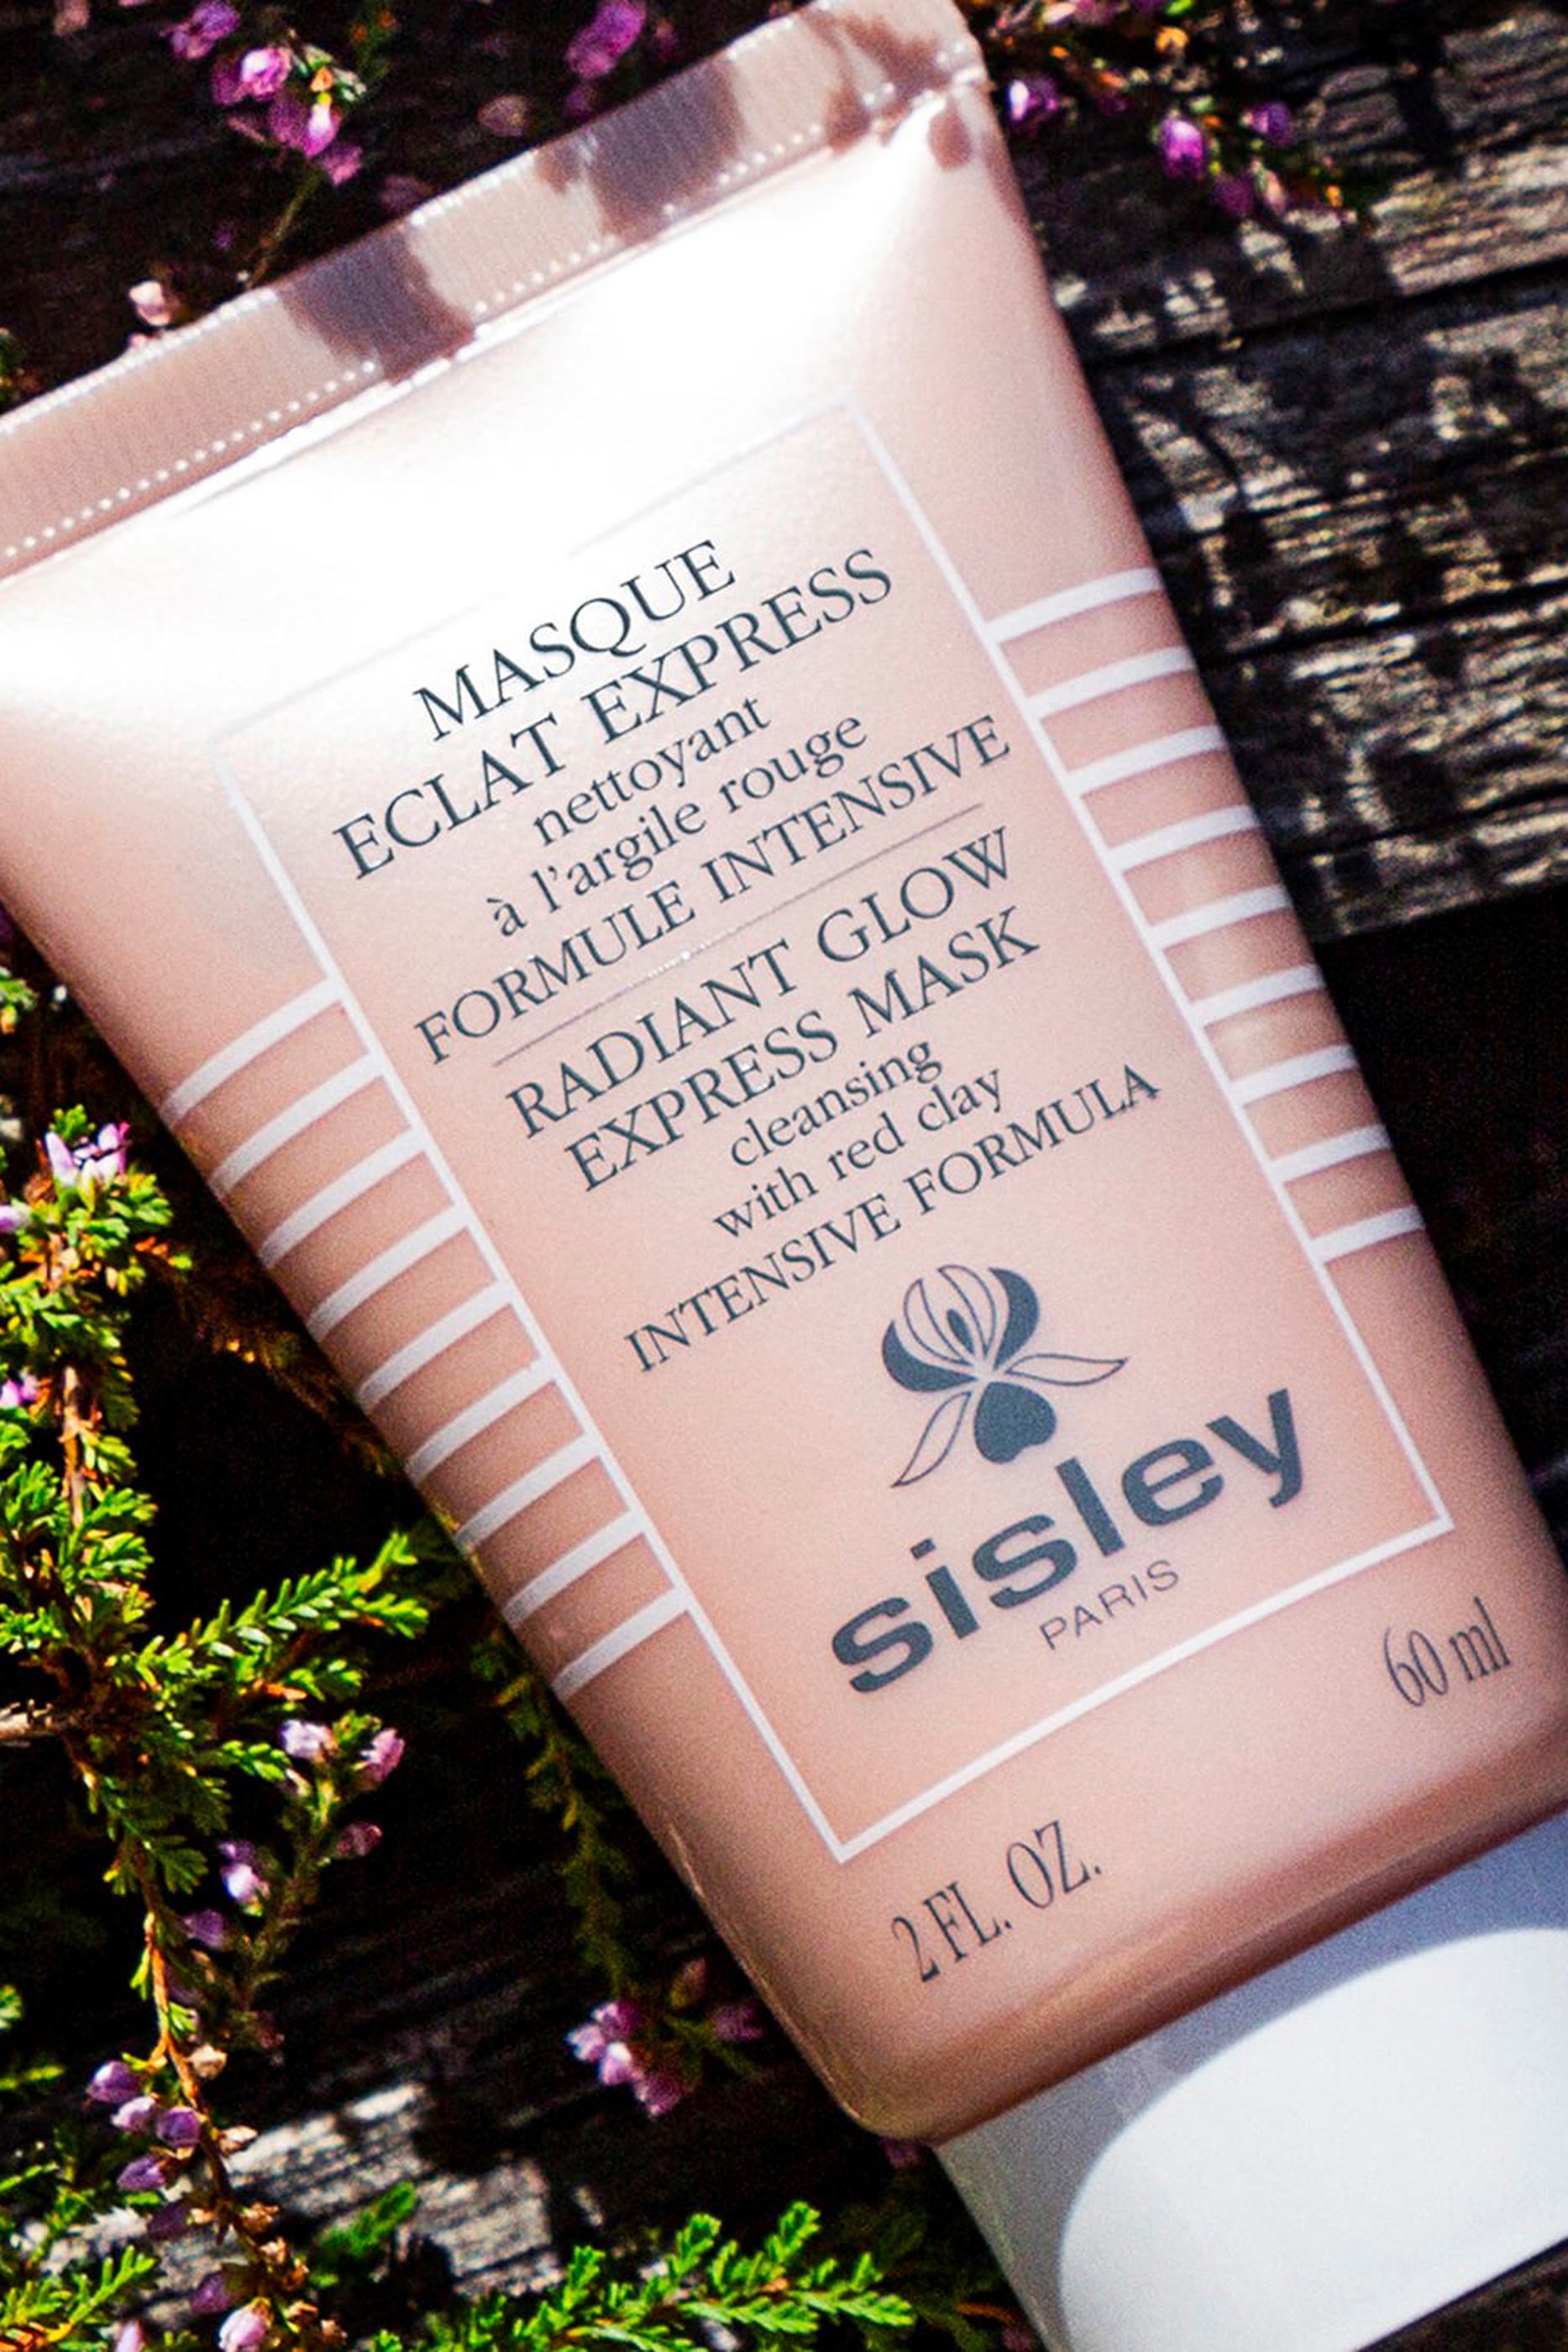 MASQUE
ECLAT EXPRESS
nettoyant
à l'argile rouge
FORMULE INTENSIVE
RADIANT GLOW
EXPRESS MASK
cleansing
with red clay
INTENSIVE FORMULA
sisley
PARIS
2 FL. OZ.
60 ml